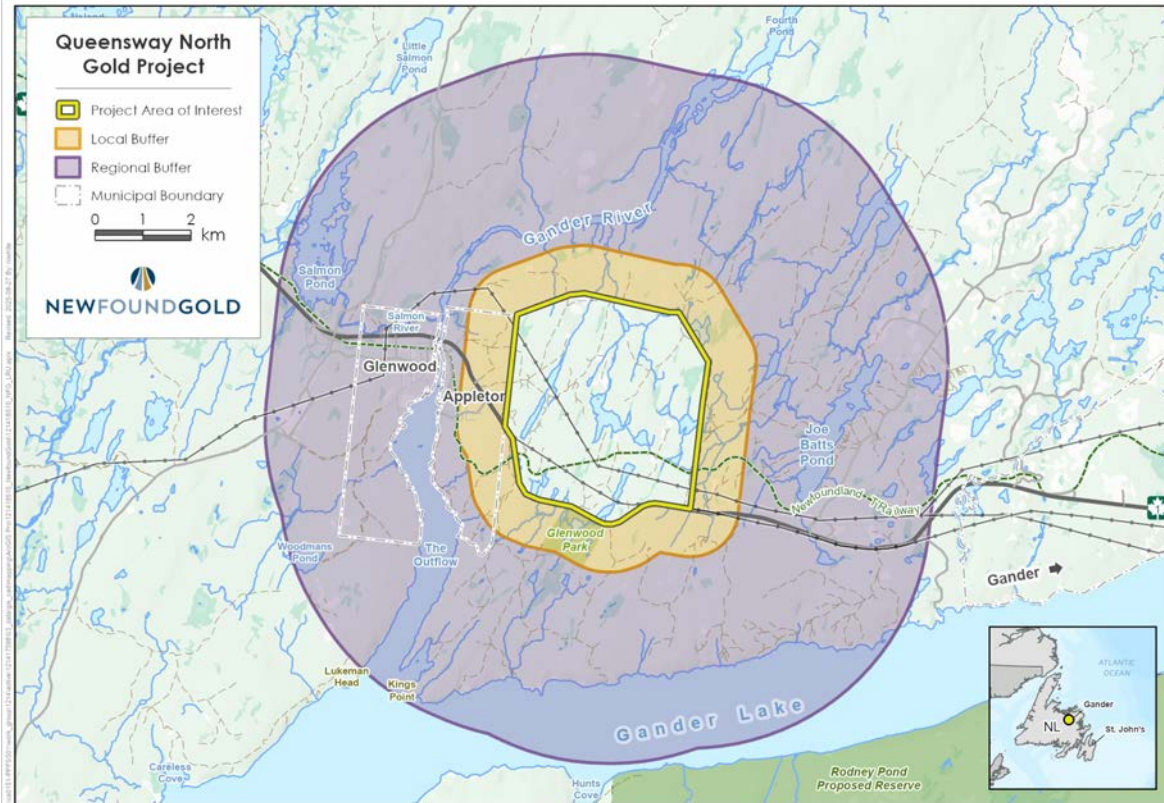 Queensway North
Gold Project
Project Area of Interest
Local Buffer
Regional Buffer
Municipal Boundary
0 1 2
km
NEWFOUNDGOLD
Little
Salmon
Pond
Fourth
Pond
Gander River
Salmon
Pond
Salmon
River
Glenwood
Appleton
Joe
Batts
Pond
Newfoundland T'Railway
Glenwood
Park
Woodmans
Pond
The
Outflow
Gander
Lukeman
Head
Kings
Point
Gander Lake
Careless
Cove
Hunts
Cove
Rodney Pond
Proposed Reserve
ATLANTIC
OCEAN
Gander
NL
St. John's